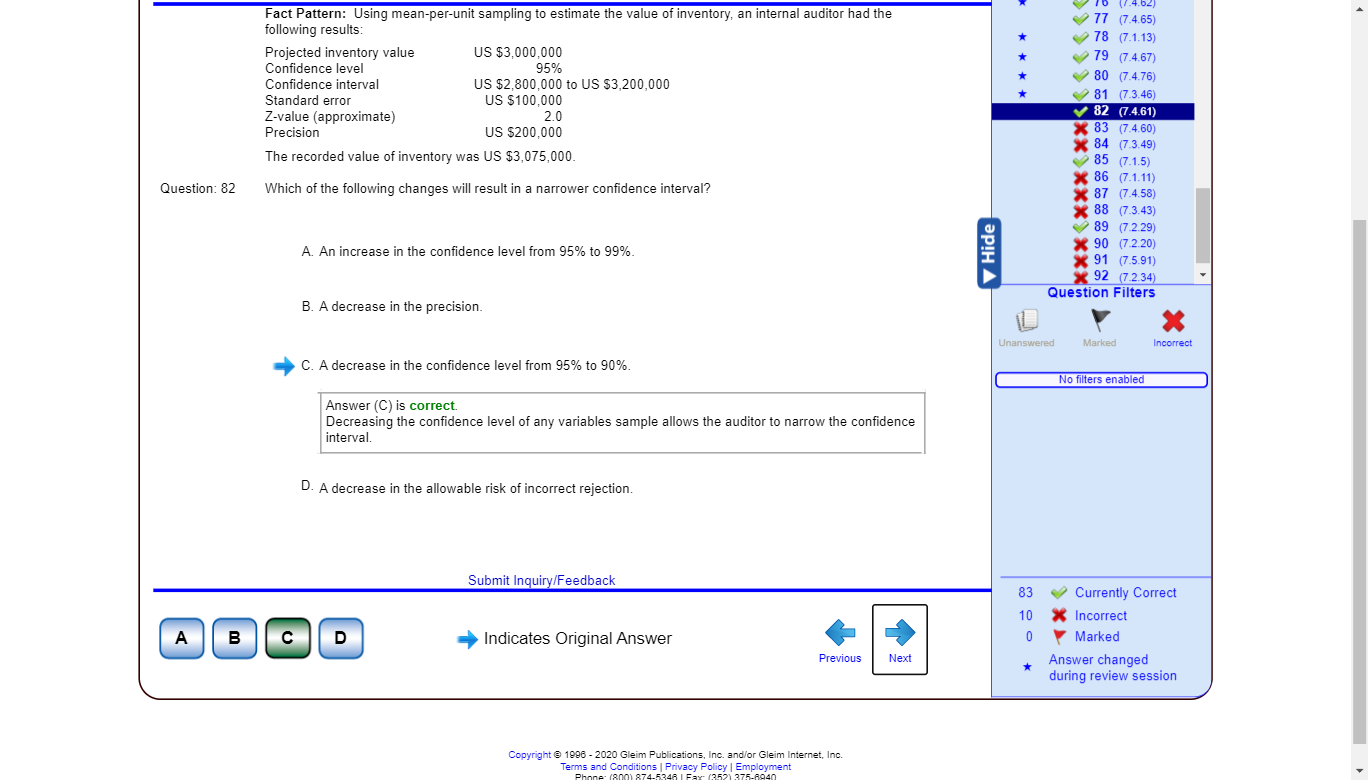 Fact Pattern: Using mean-per-unit sampling to estimate the value of inventory, an internal auditor had the
following results:
Projected inventory value US $3,000,000
Confidence level 95%
Confidence interval US $2,800,000 to US $3,200,000
Standard error US $100,000
Z-value (approximate) 2.0
Precision US $200,000
The recorded value of inventory was US $3,075,000.
Question: 82 Which of the following changes will result in a narrower confidence interval?
A. An increase in the confidence level from 95% to 99%.
B. A decrease in the precision.
C. A decrease in the confidence level from 95% to 90%.
Answer (C) is correct.
Decreasing the confidence level of any variables sample allows the auditor to narrow the confidence
interval.
D. A decrease in the allowable risk of incorrect rejection.
Submit Inquiry/Feedback
A B C D
Indicates Original Answer
Previous
Next
76 (7.4.62)
77 (7.4.65)
78 (7.1.13)
79 (7.4.67)
80 (7.4.76)
81 (7.3.46)
82 (7.4.61)
83 (7.4.60)
84 (7.3.49)
85 (7.1.5)
86 (7.1.11)
87 (7.4.58)
88 (7.3.43)
89 (7.2.29)
90 (7.2.20)
91 (7.5.91)
92 (7.2.34)
Hide
Question Filters
Unanswered Marked Incorrect
No filters enabled
83 Currently Correct
10 Incorrect
0 Marked
Answer changed
during review session
Copyright © 1996 - 2020 Gleim Publications, Inc. and/or Gleim Internet, Inc.
Terms and Conditions | Privacy Policy | Employment
Phone: (800) 874-5346 | Fax: (352) 375-6940